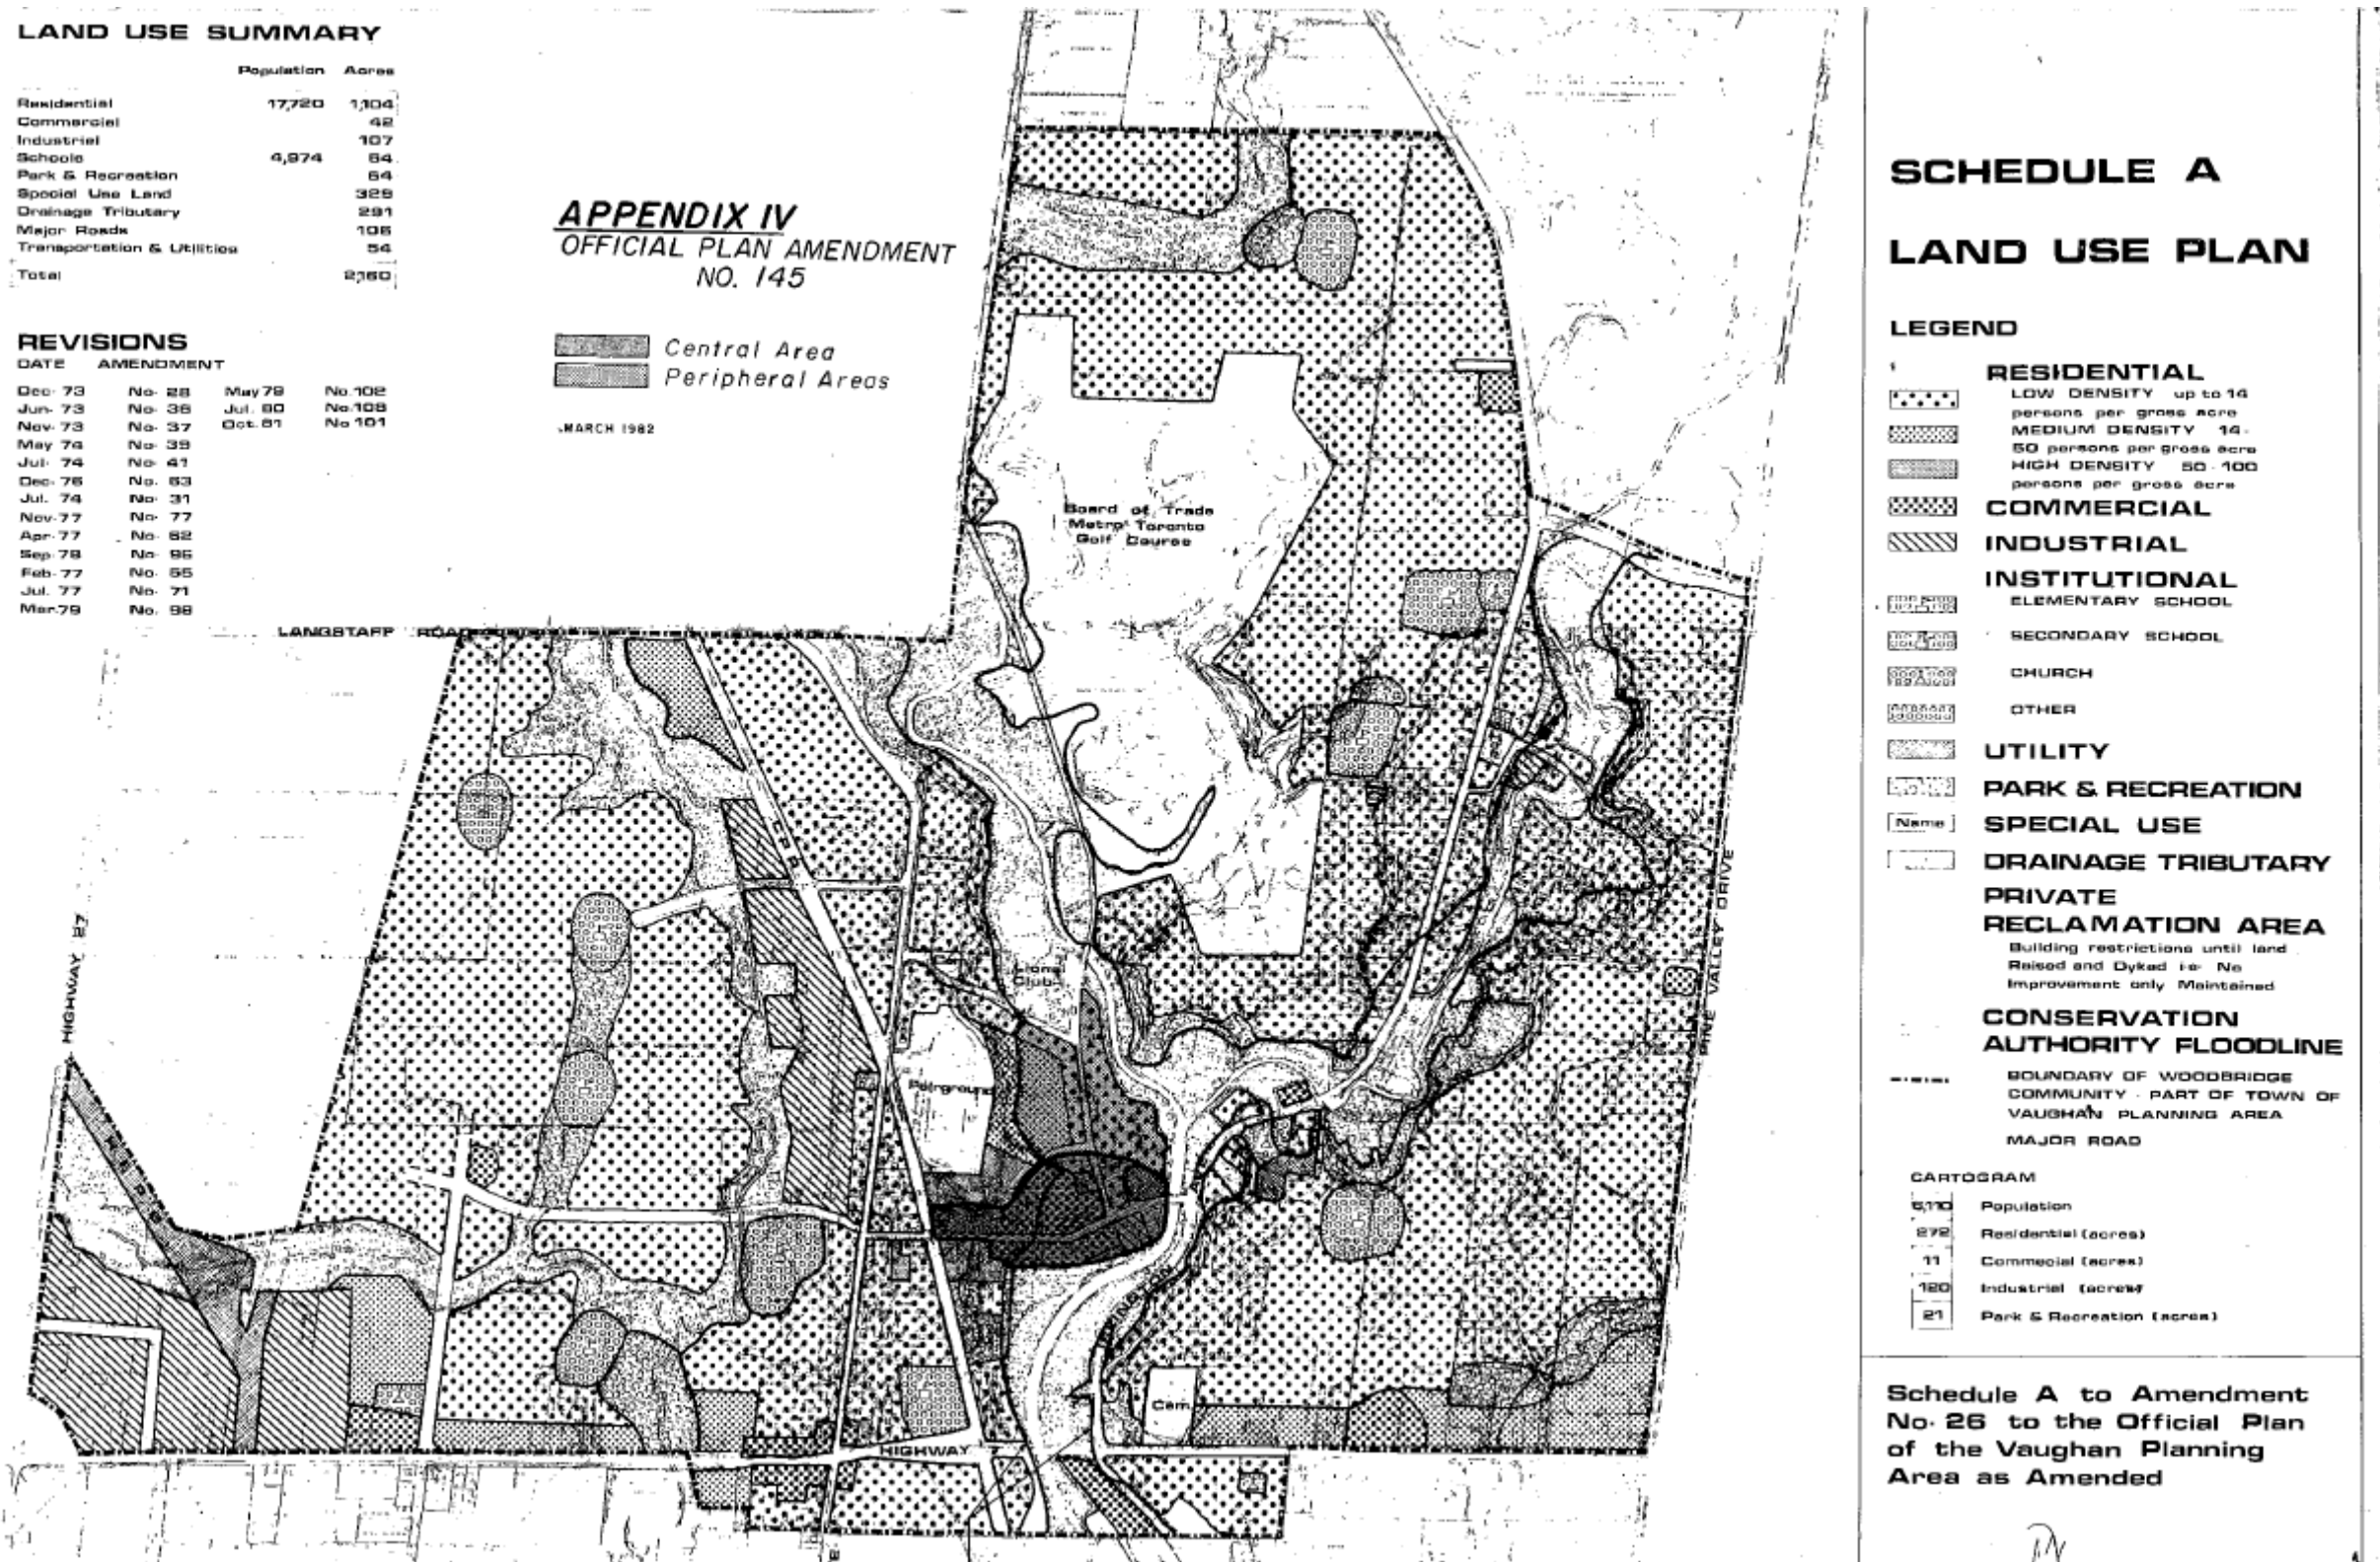 LAND USE SUMMARY
Population Acres
Residential 17,720 1,104
Commercial 42
Industrial 107
Schools 4,974 64
Park & Recreation 64
Special Use Land 329
Drainage Tributary 291
Major Roads 106
Transportation & Utilities 54
Total 2,160
REVISIONS
DATE AMENDMENT
Dec. 73 No. 28 May 79 No. 102
Jun. 73 No. 36 Jul. 80 No. 108
Nov. 73 No. 37 Oct. 81 No 101
May 74 No. 39
Jul. 74 No. 41
Dec. 76 No. 63
Jul. 74 No. 31
Nov. 77 No. 77
Apr. 77 No. 62
Sep. 78 No. 96
Feb. 77 No. 55
Jul. 77 No. 71
Mar. 79 No. 98
APPENDIX IV
OFFICIAL PLAN AMENDMENT
NO. 145
Central Area
Peripheral Areas
MARCH 1982
LANGSTAFF ROAD
HIGHWAY 27
Board of Trade
Metro Toronto
Golf Course
CPR
Club
Fairground
PINE VALLEY DRIVE
Cem.
HIGHWAY 7
SCHEDULE A
LAND USE PLAN
LEGEND
RESIDENTIAL
LOW DENSITY up to 14
persons per gross acre
MEDIUM DENSITY 14-
50 persons per gross acre
HIGH DENSITY 50-100
persons per gross acre
COMMERCIAL
INDUSTRIAL
INSTITUTIONAL
ELEMENTARY SCHOOL
SECONDARY SCHOOL
CHURCH
OTHER
UTILITY
PARK & RECREATION
Name SPECIAL USE
DRAINAGE TRIBUTARY
PRIVATE
RECLAMATION AREA
Building restrictions until land
Raised and Dyked i.e. No
Improvement only Maintained
CONSERVATION
AUTHORITY FLOODLINE
BOUNDARY OF WOODBRIDGE
COMMUNITY - PART OF TOWN OF
VAUGHAN PLANNING AREA
MAJOR ROAD
CARTOGRAM
5,110 Population
272 Residential (acres)
11 Commecial (acres)
120 Industrial (acres)
21 Park & Recreation (acres)
Schedule A to Amendment
No. 26 to the Official Plan
of the Vaughan Planning
Area as Amended